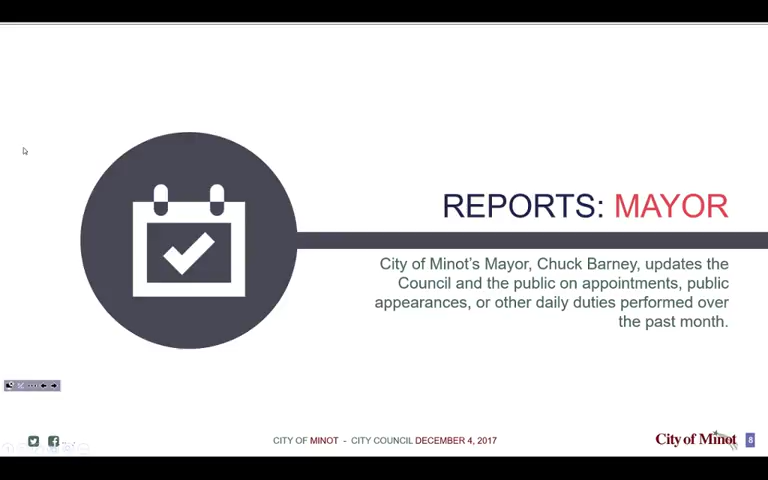 REPORTS: MAYOR
City of Minot's Mayor, Chuck Barney, updates the
Council and the public on appointments, public
appearances, or other daily duties performed over
the past month.
CITY OF MINOT - CITY COUNCIL DECEMBER 4, 2017
City of Minot
8